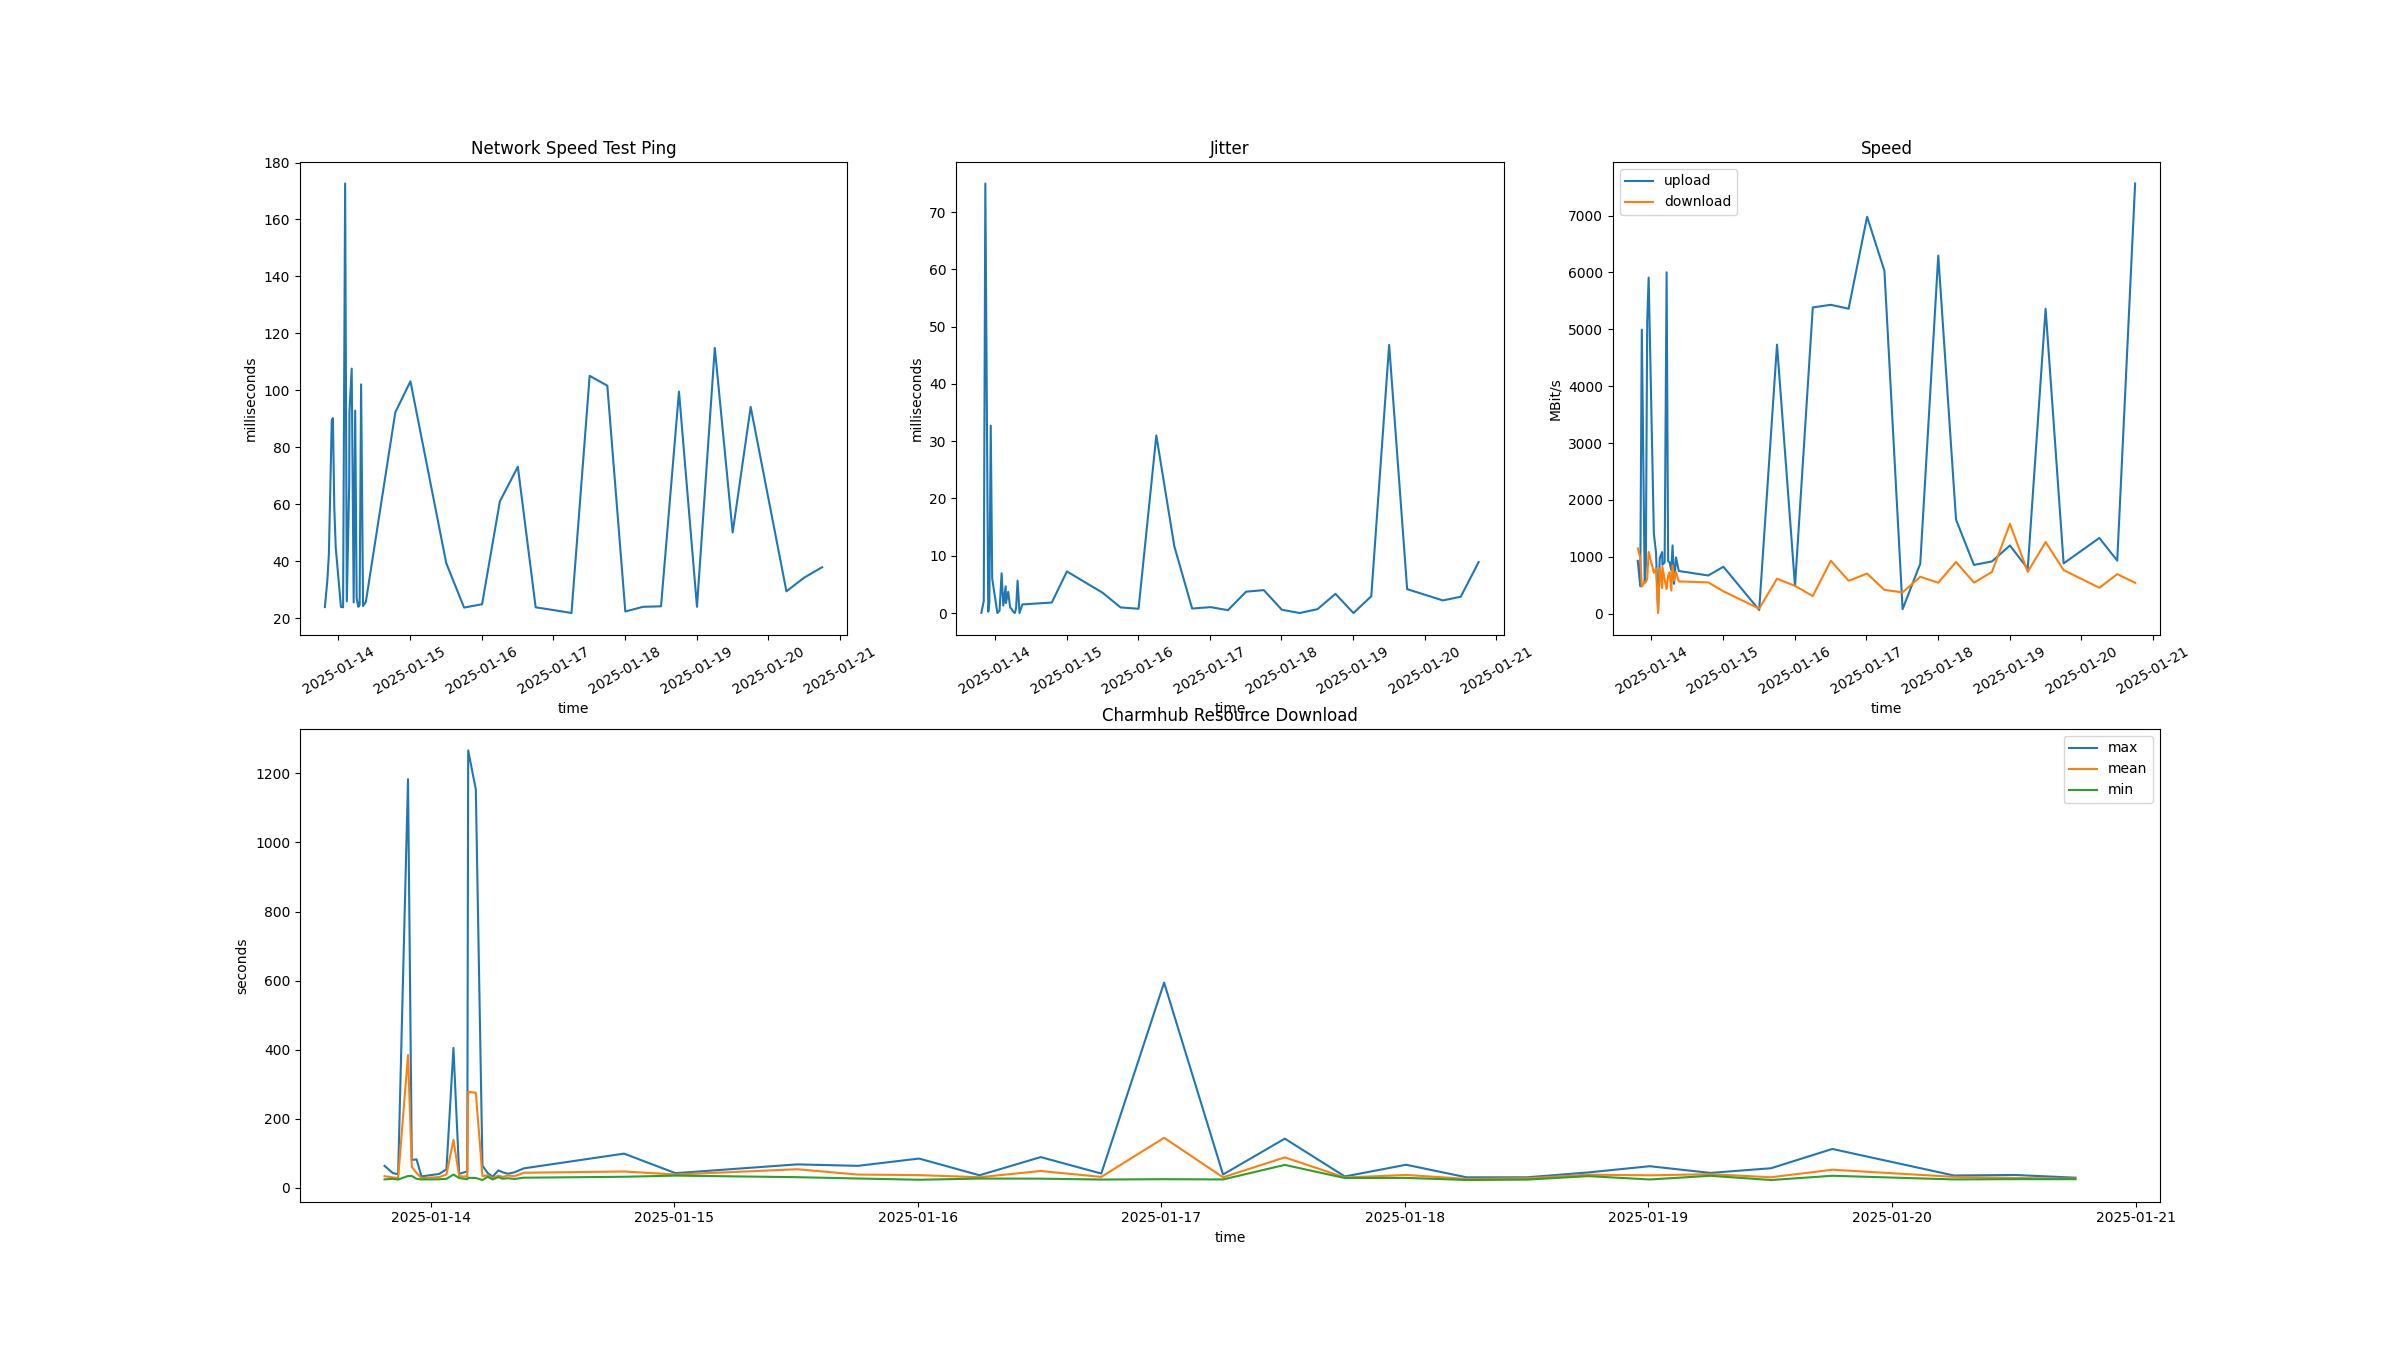 Network Speed Test Ping
180
160
140
120
100
80
60
40
20
milliseconds
2025-01-14 2025-01-15 2025-01-16 2025-01-17 2025-01-18 2025-01-19 2025-01-20 2025-01-21
time
Jitter
70
60
50
40
30
20
10
0
milliseconds
2025-01-14 2025-01-15 2025-01-16 2025-01-17 2025-01-18 2025-01-19 2025-01-20 2025-01-21
time
Speed
upload
download
7000
6000
5000
4000
3000
2000
1000
0
MBit/s
2025-01-14 2025-01-15 2025-01-16 2025-01-17 2025-01-18 2025-01-19 2025-01-20 2025-01-21
time
Charmhub Resource Download
max
mean
min
1200
1000
800
600
400
200
0
seconds
2025-01-14 2025-01-15 2025-01-16 2025-01-17 2025-01-18 2025-01-19 2025-01-20 2025-01-21
time